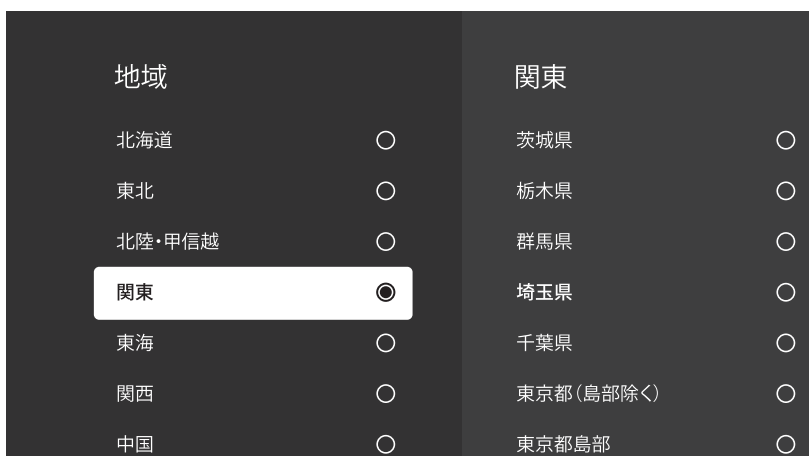 地域
北海道
東北
北陸・甲信越
関東
東海
関西
中国
関東
茨城県
栃木県
群馬県
埼玉県
千葉県
東京都（島部除く）
東京都島部